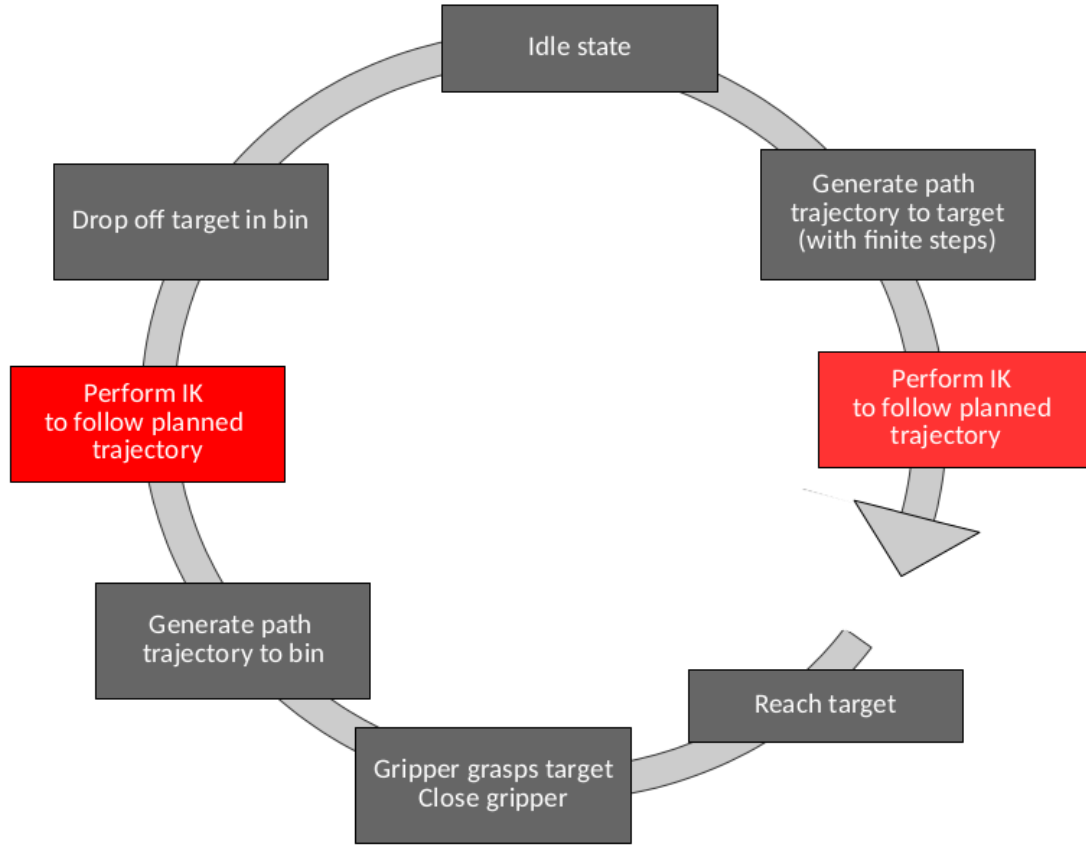 Idle state
Generate path
trajectory to target
(with finite steps)
Perform IK
to follow planned
trajectory
Reach target
Gripper grasps target
Close gripper
Generate path
trajectory to bin
Perform IK
to follow planned
trajectory
Drop off target in bin